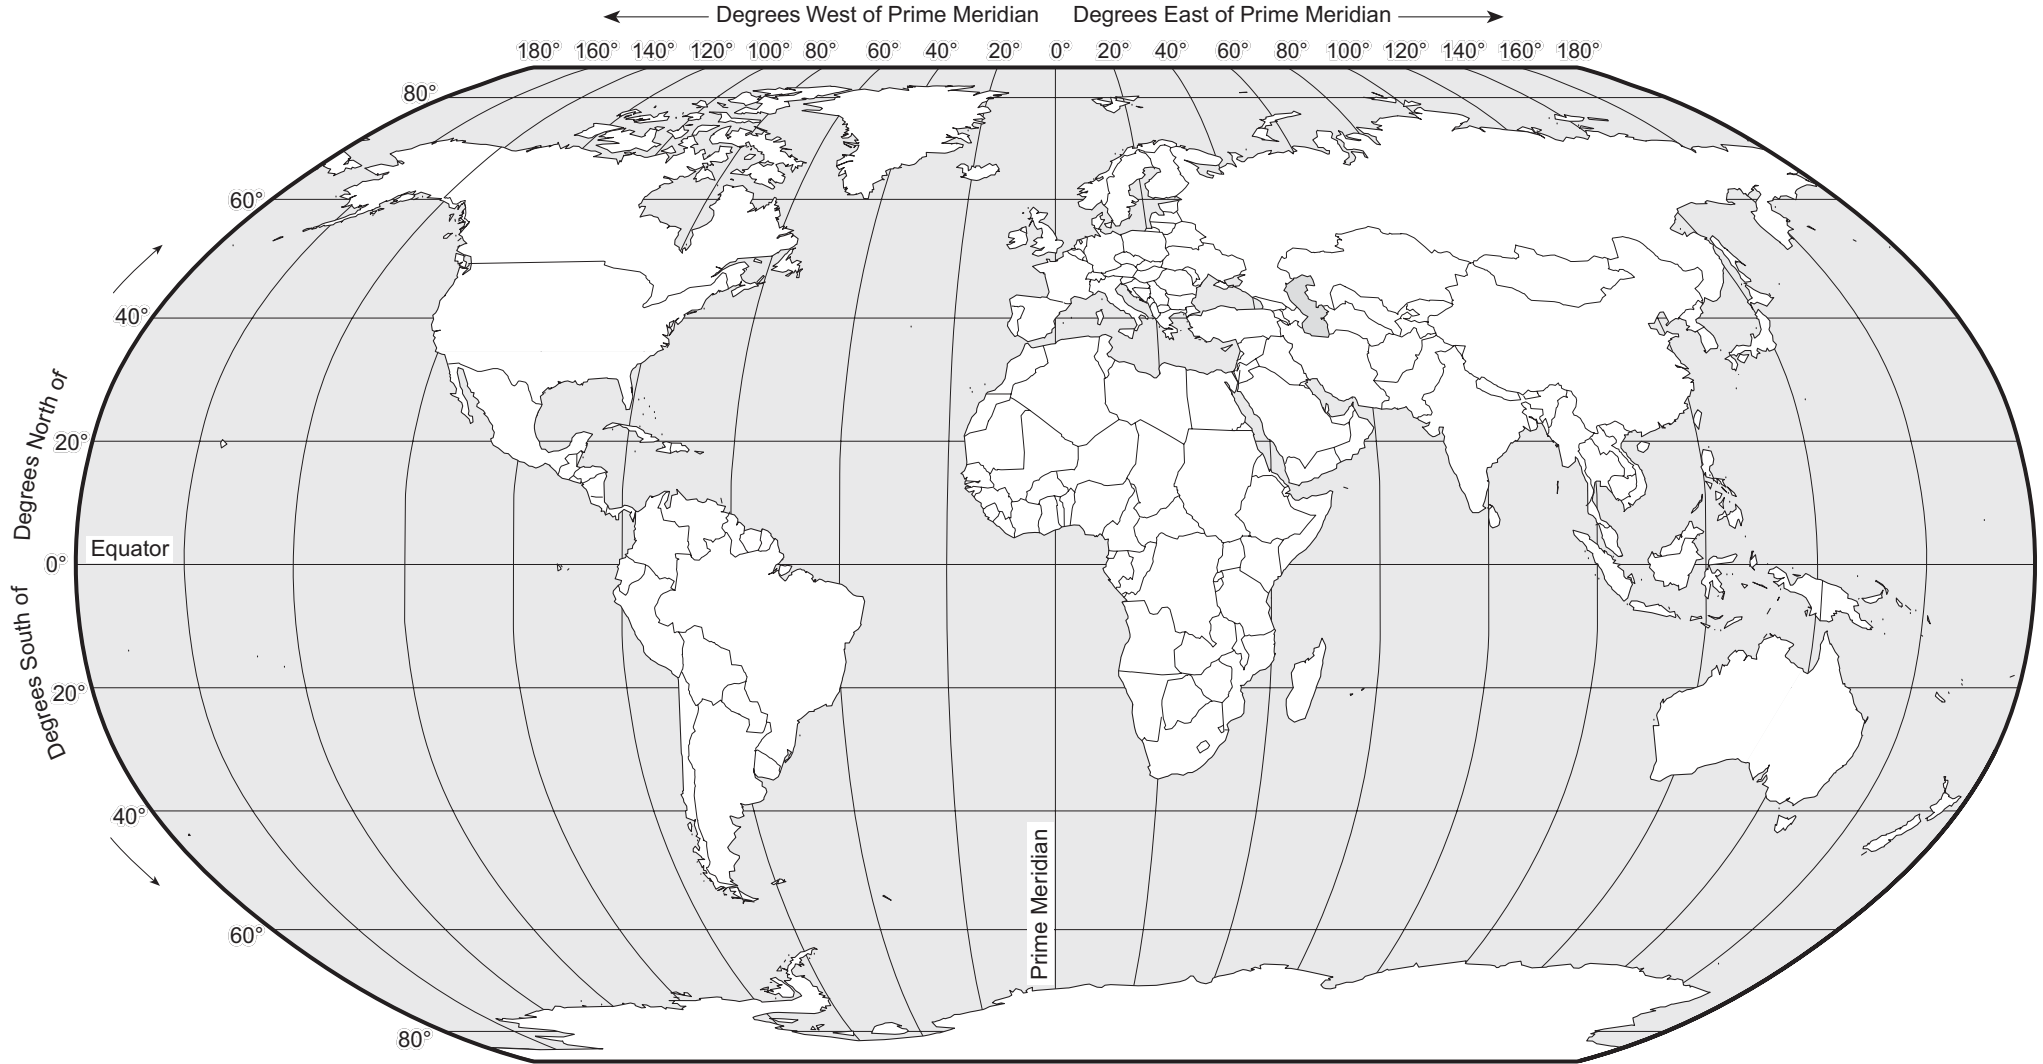 Degrees West of Prime Meridian Degrees East of Prime Meridian
180° 160° 140° 120° 100° 80° 60° 40° 20° 0° 20° 40° 60° 80° 100° 120° 140° 160° 180°
80°
60°
40°
Degrees North of
20°
Equator
0°
Degrees South of
20°
40°
Prime Meridian
60°
80°